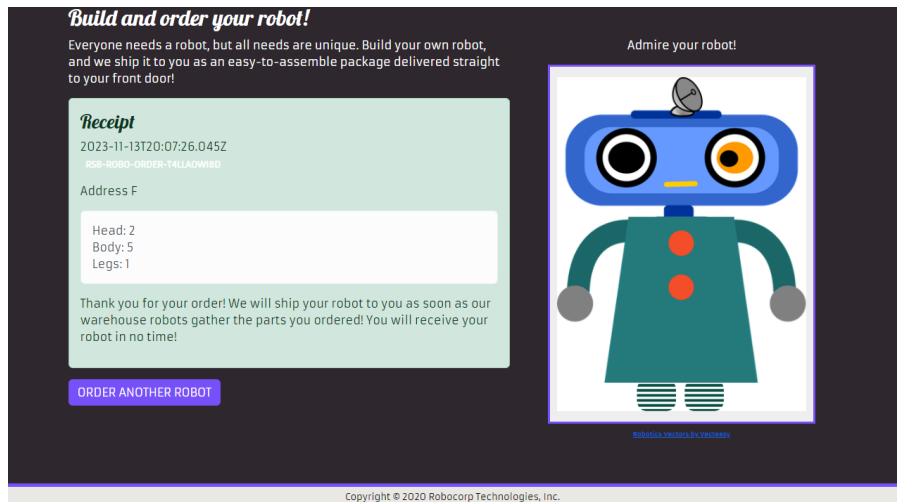 Build and order your robot!
Everyone needs a robot, but all needs are unique. Build your own robot,
and we ship it to you as an easy-to-assemble package delivered straight
to your front door!
Receipt
2023-11-13T20:07:26.045Z
RSB-ROBO-ORDER-T4LLAOWI8D
Address F
Head: 2
Body: 5
Legs: 1
Thank you for your order! We will ship your robot to you as soon as our
warehouse robots gather the parts you ordered! You will receive your
robot in no time!
ORDER ANOTHER ROBOT
Admire your robot!
Robotics Vectors by Vecteezy
Copyright © 2020 Robocorp Technologies, Inc.